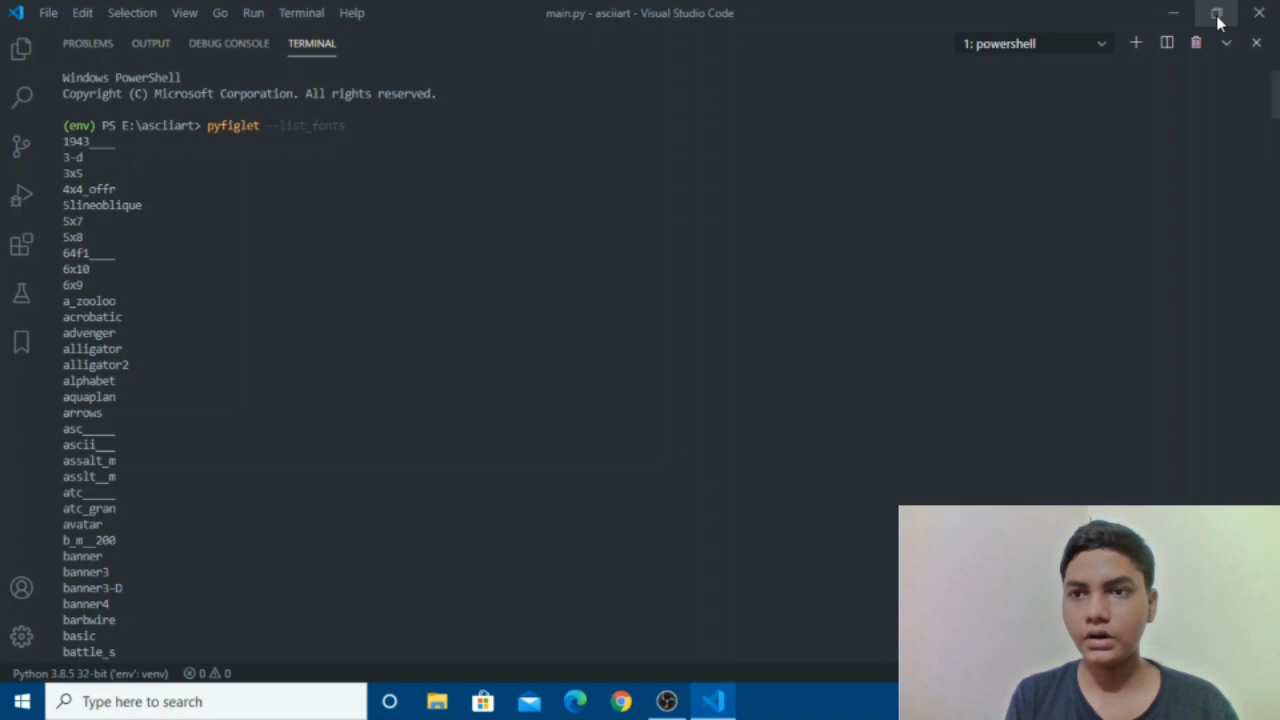 File Edit Selection View Go Run Terminal Help main.py - asciiart - Visual Studio Code
PROBLEMS OUTPUT DEBUG CONSOLE TERMINAL 1: powershell
Windows PowerShell
Copyright (C) Microsoft Corporation. All rights reserved.
(env) PS E:\asciiart> pyfiglet --list_fonts
1943____
3-d
3x5
4x4_offr
5lineoblique
5x7
5x8
64f1____
6x10
6x9
a_zooloo
acrobatic
advenger
alligator
alligator2
alphabet
aquaplan
arrows
asc_____
ascii___
assalt_m
asslt__m
atc_____
atc_gran
avatar
b_m__200
banner
banner3
banner3-D
banner4
barbwire
basic
battle_s
Python 3.8.5 32-bit ('env': venv) 0 0
Type here to search